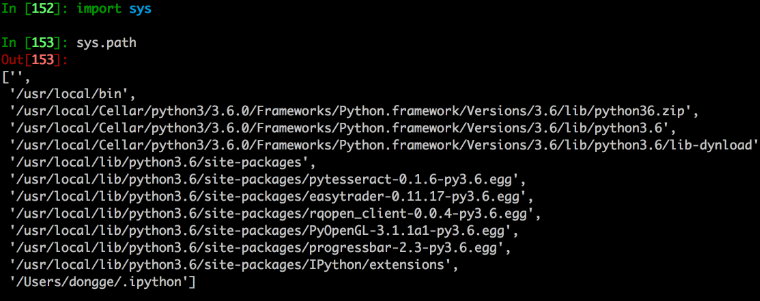 In [152]: import sys
In [153]: sys.path
Out[153]:
['',
'/usr/local/bin',
'/usr/local/Cellar/python3/3.6.0/Frameworks/Python.framework/Versions/3.6/lib/python36.zip',
'/usr/local/Cellar/python3/3.6.0/Frameworks/Python.framework/Versions/3.6/lib/python3.6',
'/usr/local/Cellar/python3/3.6.0/Frameworks/Python.framework/Versions/3.6/lib/python3.6/lib-dynload'
'/usr/local/lib/python3.6/site-packages',
'/usr/local/lib/python3.6/site-packages/pytesseract-0.1.6-py3.6.egg',
'/usr/local/lib/python3.6/site-packages/easytrader-0.11.17-py3.6.egg',
'/usr/local/lib/python3.6/site-packages/rqopen_client-0.0.4-py3.6.egg',
'/usr/local/lib/python3.6/site-packages/PyOpenGL-3.1.1a1-py3.6.egg',
'/usr/local/lib/python3.6/site-packages/progressbar-2.3-py3.6.egg',
'/usr/local/lib/python3.6/site-packages/IPython/extensions',
'/Users/dongge/.ipython']